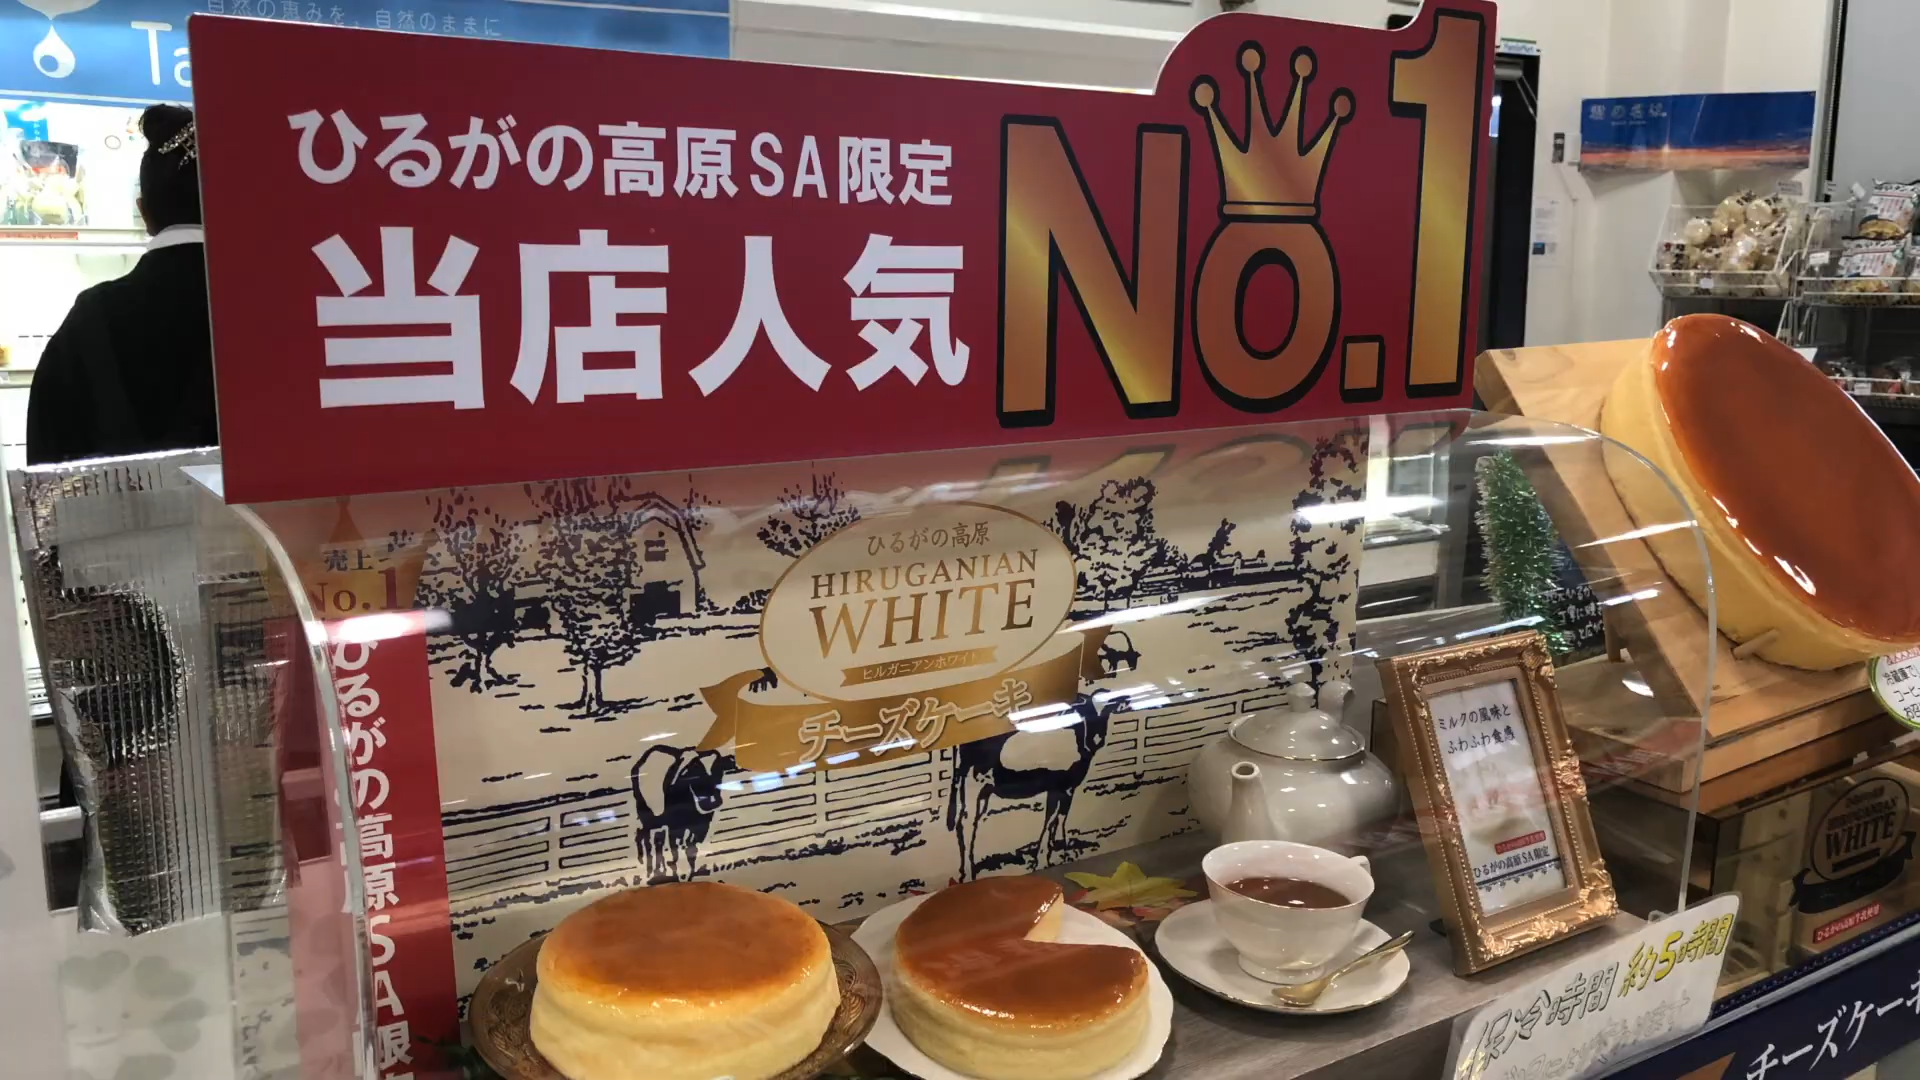 自然の恵みを、自然のままに
ひるがの高原SA限定
当店人気
No.1
売上
No.1
ひるがの高原SA限
ひるがの高原
HIRUGANIAN
WHITE
ヒルガニアンホワイト
チーズケーキ
ミルクの風味と
ふわふわ食感
ひるがの高原SA限定
保冷時間 約5時間
HIRUGANIAN
WHITE
チーズケーキ